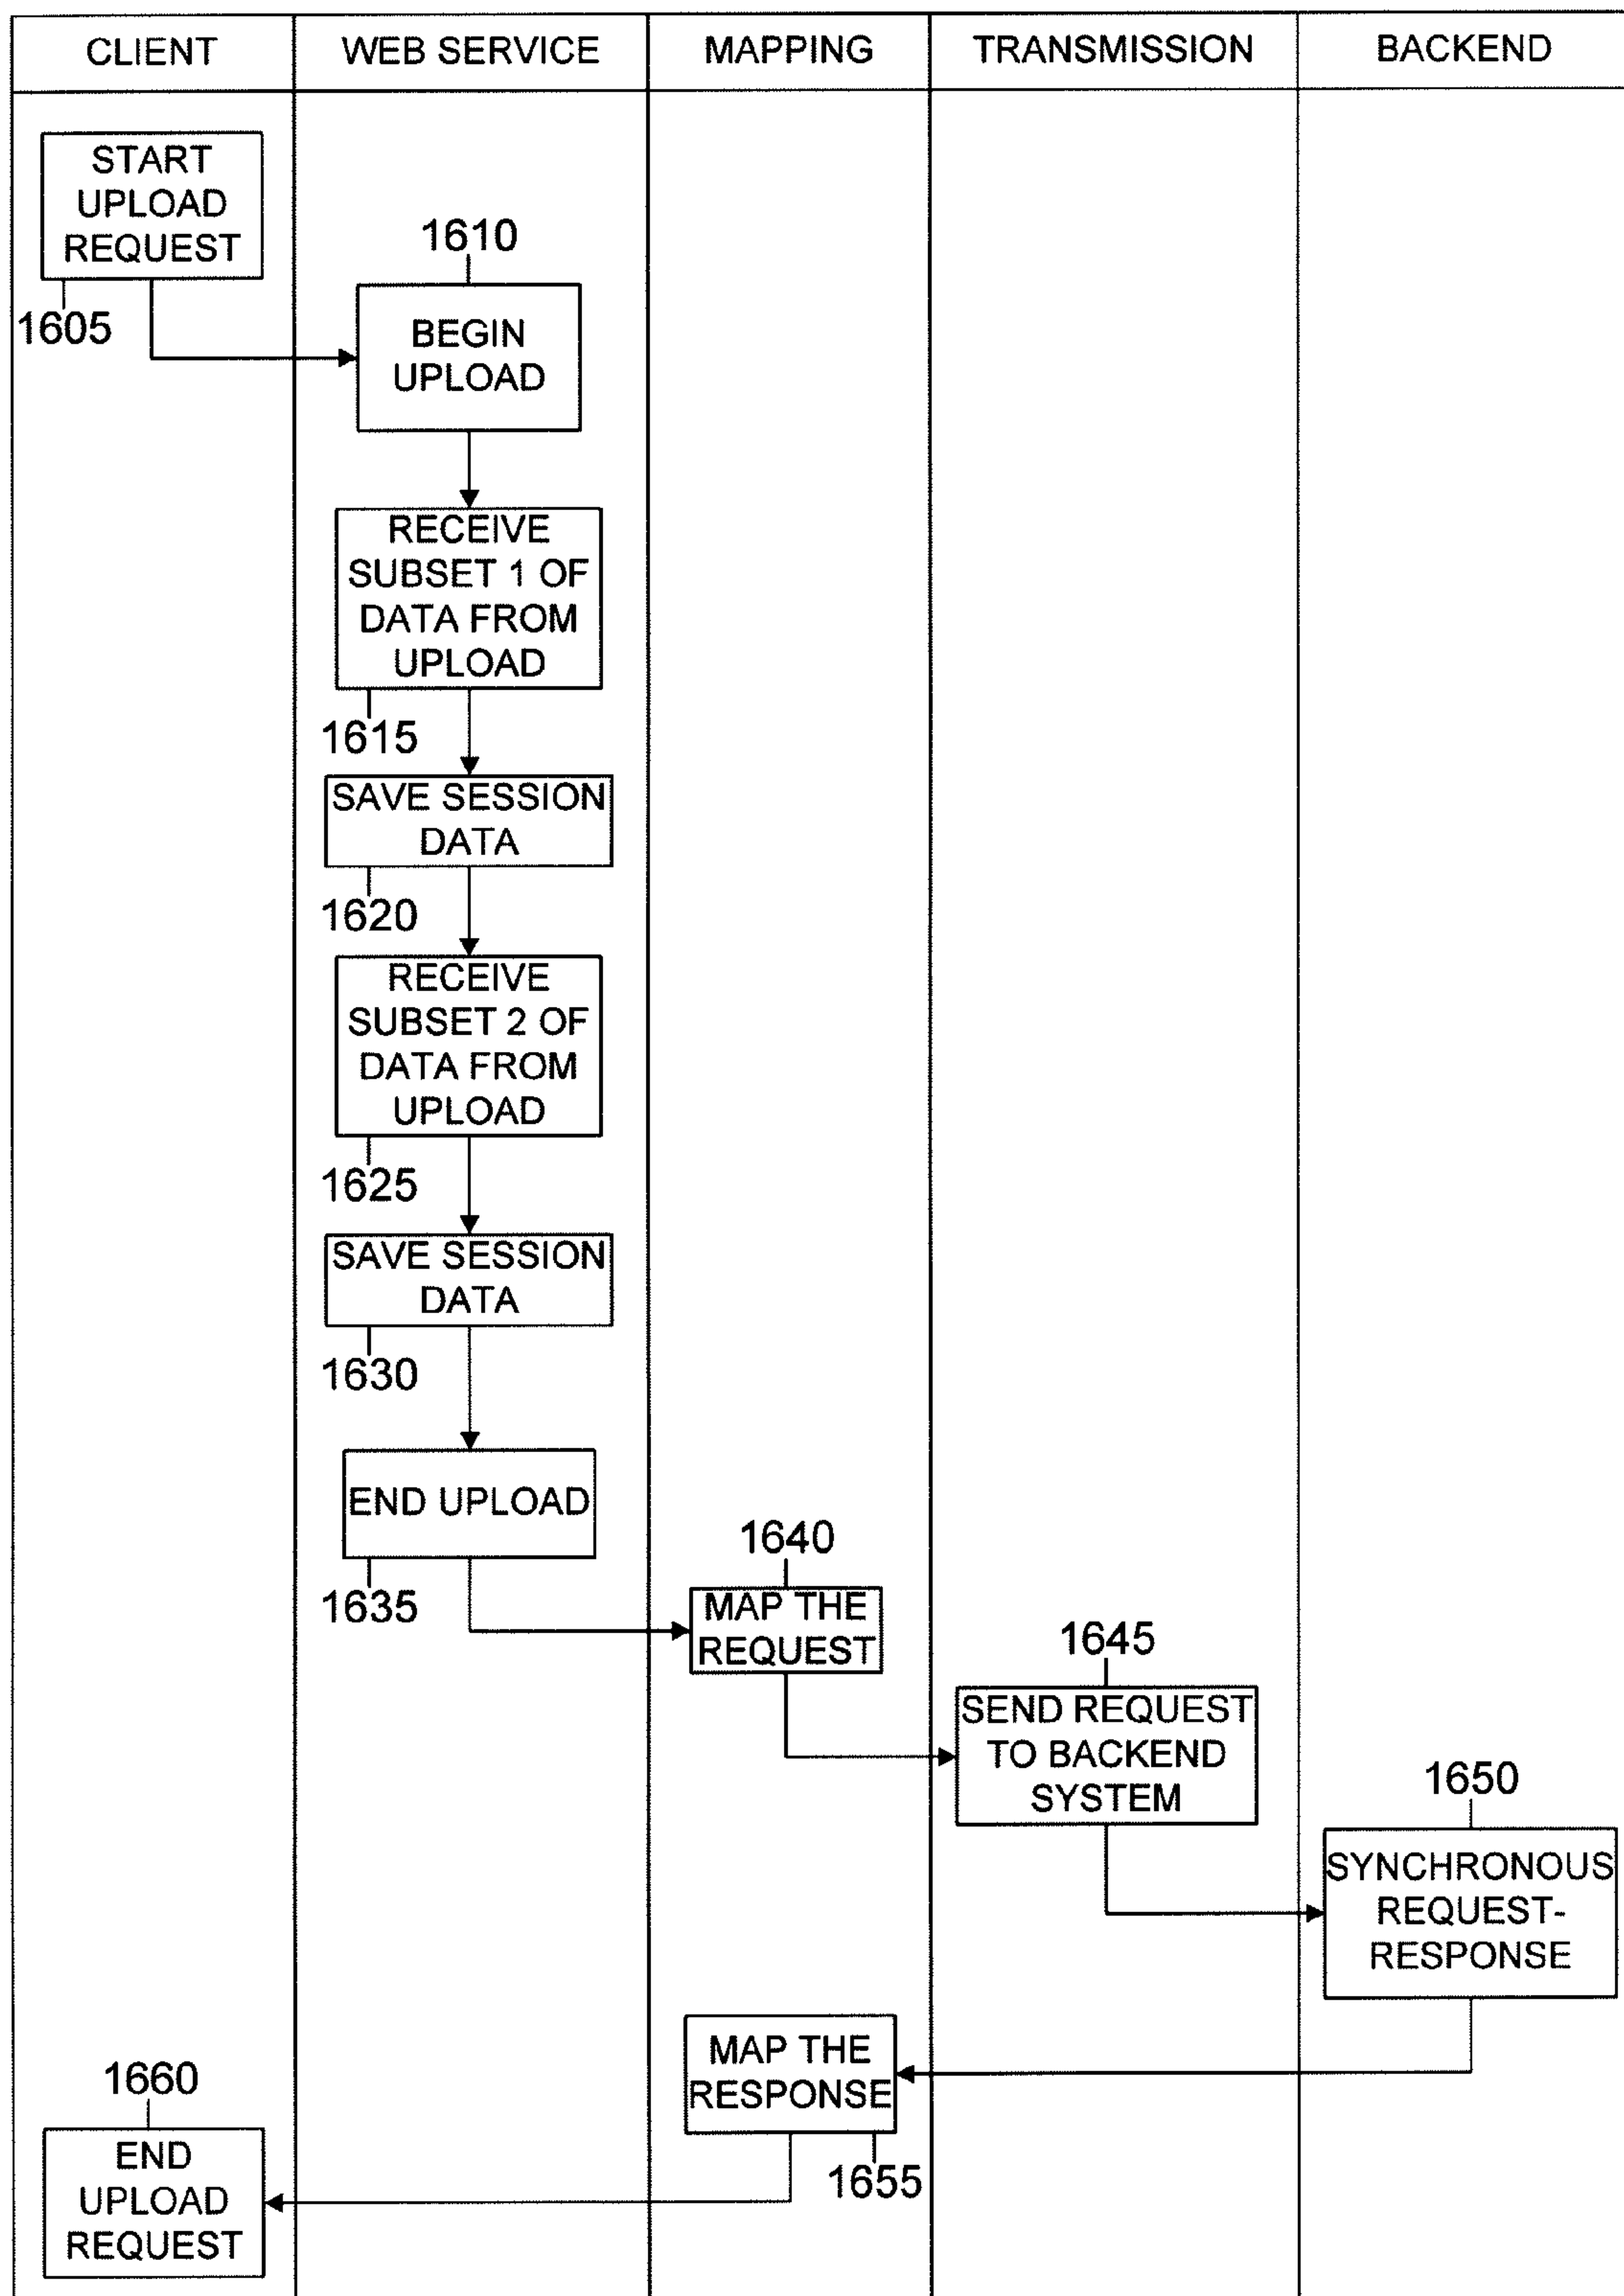 CLIENT
WEB SERVICE
MAPPING
TRANSMISSION
BACKEND
START
UPLOAD
REQUEST
1605
1610
BEGIN
UPLOAD
RECEIVE
SUBSET 1 OF
DATA FROM
UPLOAD
1615
SAVE SESSION
DATA
1620
RECEIVE
SUBSET 2 OF
DATA FROM
UPLOAD
1625
SAVE SESSION
DATA
1630
END UPLOAD
1635
1640
MAP THE
REQUEST
1645
SEND REQUEST
TO BACKEND
SYSTEM
1650
SYNCHRONOUS
REQUEST-
RESPONSE
MAP THE
RESPONSE
1655
1660
END
UPLOAD
REQUEST